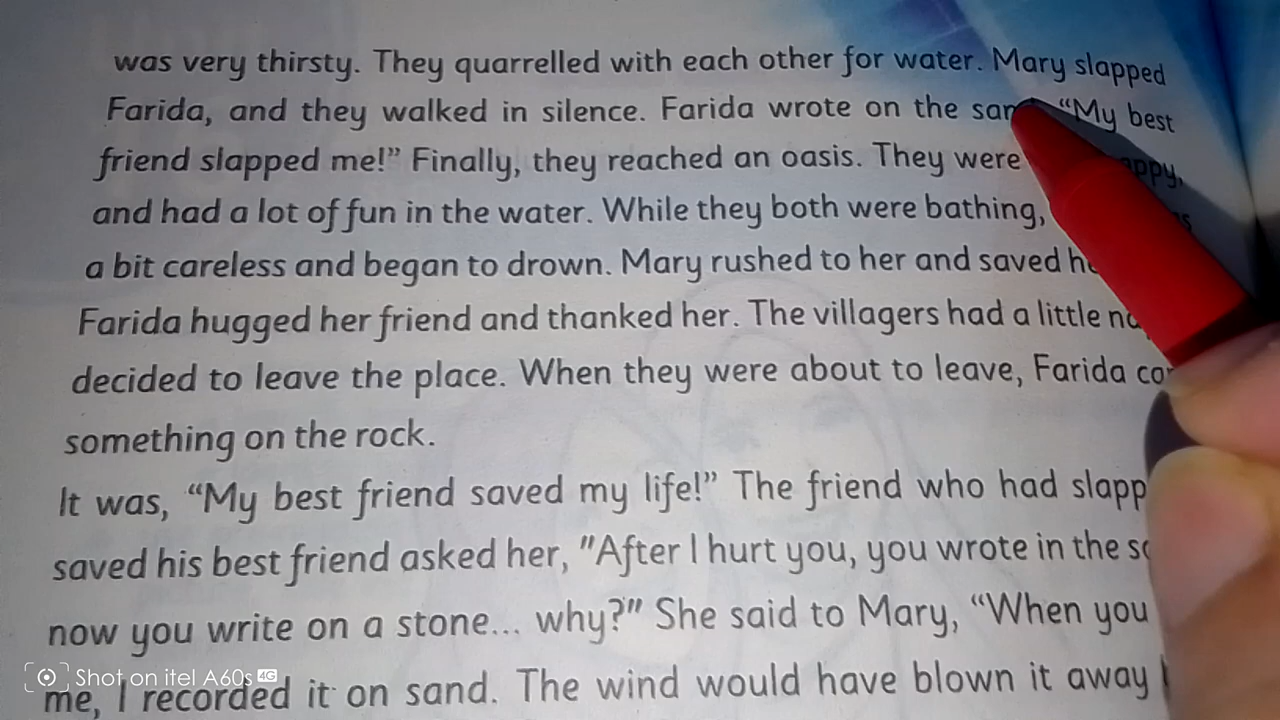 was very thirsty. They quarrelled with each other for water. Mary slapped
Farida, and they walked in silence. Farida wrote on the "My best
friend slapped me!" Finally, they reached an oasis. They were
and had a lot of fun in the water. While they both were bathing,
a bit careless and began to drown. Mary rushed to her and saved
Farida hugged her friend and thanked her. The villagers had a little
decided to leave the place. When they were about to leave, Farida
something on the rock.
It was, "My best friend saved my life!" The friend who had
saved his best friend asked her, "After I hurt you, you wrote in the
now you write on a stone... why?" She said to Mary, "When you
me, I recorded it on sand. The wind would have blown it away
Shot on itel A60s 4G